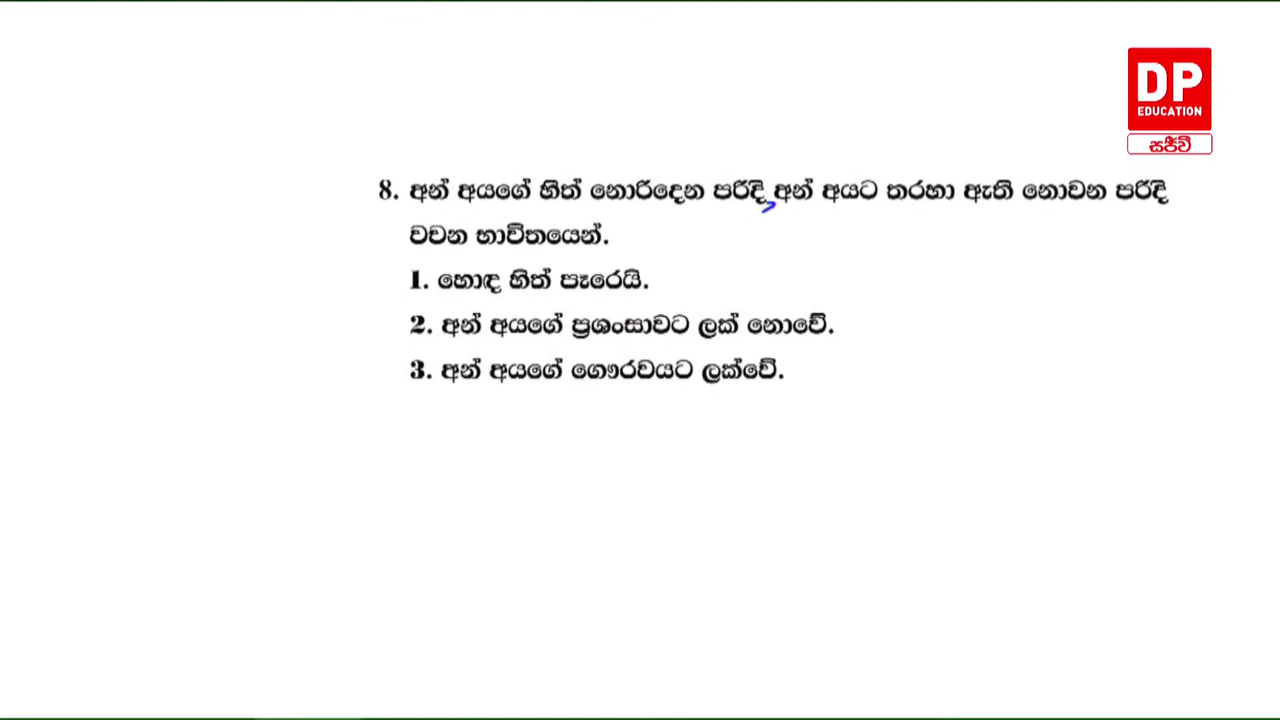 DP
EDUCATION
සජීවී
8. අන් අයගේ හිත් නොරිදෙන පරිදි, අන් අයට තරහා ඇති නොවන පරිදි
වචන භාවිතයෙන්.
1. හොඳ හිත් පෑරෙයි.
2. අන් අයගේ ප්‍රශංසාවට ලක් නොවේ.
3. අන් අයගේ ගෞරවයට ලක්වේ.